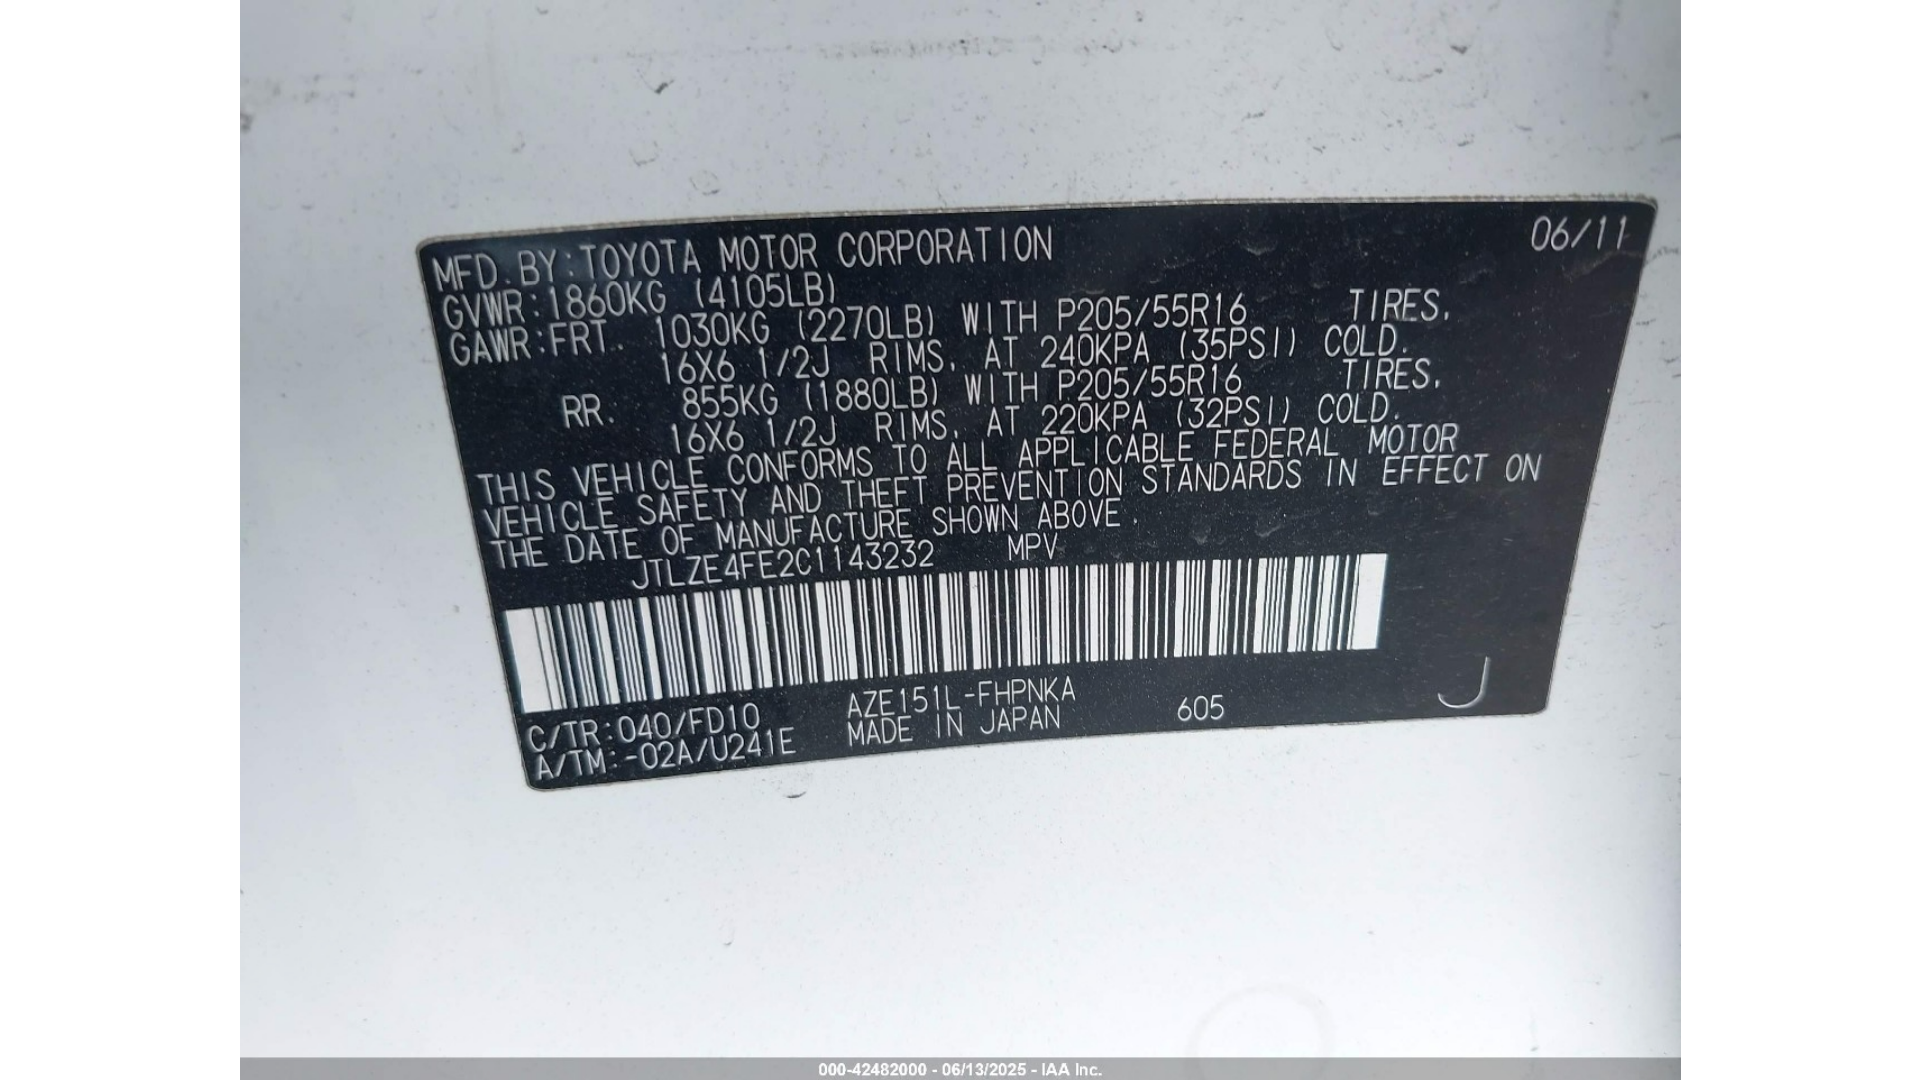 06/11
MFD. BY: TOYOTA MOTOR CORPORATION
GVWR: 1860KG (4105LB)
GAWR: FRT. 1030KG (2270LB) WITH P205/55R16 TIRES,
16X6 1/2J RIMS, AT 240KPA (35PSI) COLD.
RR. 855KG (1880LB) WITH P205/55R16 TIRES,
16X6 1/2J RIMS, AT 220KPA (32PSI) COLD.
THIS VEHICLE CONFORMS TO ALL APPLICABLE FEDERAL MOTOR
VEHICLE SAFETY AND THEFT PREVENTION STANDARDS IN EFFECT ON
THE DATE OF MANUFACTURE SHOWN ABOVE.
JTLZE4FE2C1143232 MPV
C/TR: 040/FD10 AZE151L-FHPNKA 605 J
A/TM: -02A/U241E MADE IN JAPAN
000-42482000 - 06/13/2025 - IAA Inc.